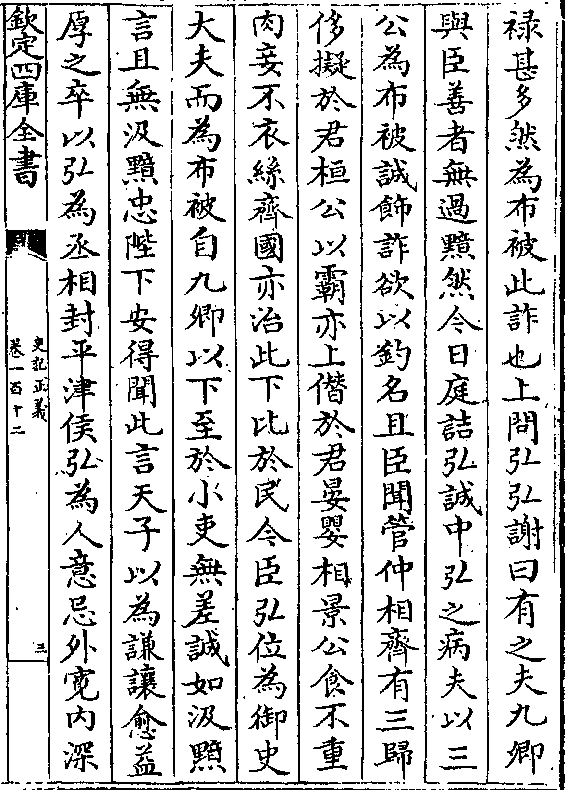 祿甚多然為布被此詐也上問弘弘謝曰有之夫九卿
與臣善者無過黯然今日庭詰弘誠中弘之病夫以三
公為布被誠飾詐欲以釣名且臣聞管仲相齊有三歸
侈擬於君桓公以霸亦上僭於君晏嬰相景公食不重
肉妾不衣絲齊國亦治此下比於民今臣弘位為御史
大夫而為布被自九卿以下至於小吏無差誠如汲黯
言且無汲黯忠陛下安得聞此言天子以為謙讓愈益
厚之卒以弘為丞相封平津侯弘為人意忌外寛内深
欽定四庫全書
史記正義
卷一百十二
三